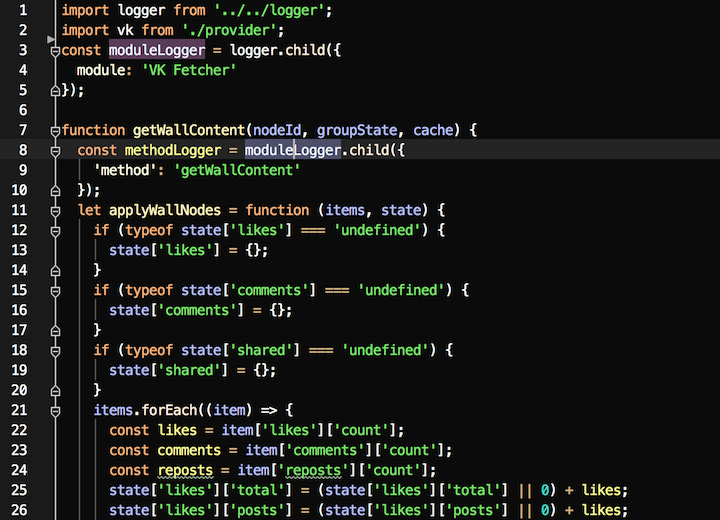 1 import logger from '../../logger';
2 import vk from './provider';
3 const moduleLogger = logger.child({
4   module: 'VK Fetcher'
5 });
6
7 function getWallContent(nodeId, groupState, cache) {
8   const methodLogger = moduleLogger.child({
9     'method': 'getWallContent'
10   });
11   let applyWallNodes = function (items, state) {
12     if (typeof state['likes'] === 'undefined') {
13       state['likes'] = {};
14     }
15     if (typeof state['comments'] === 'undefined') {
16       state['comments'] = {};
17     }
18     if (typeof state['shared'] === 'undefined') {
19       state['shared'] = {};
20     }
21     items.forEach((item) => {
22       const likes = item['likes']['count'];
23       const comments = item['comments']['count'];
24       const reposts = item['reposts']['count'];
25       state['likes']['total'] = (state['likes']['total'] || 0) + likes;
26       state['likes']['posts'] = (state['likes']['posts'] || 0) + likes;